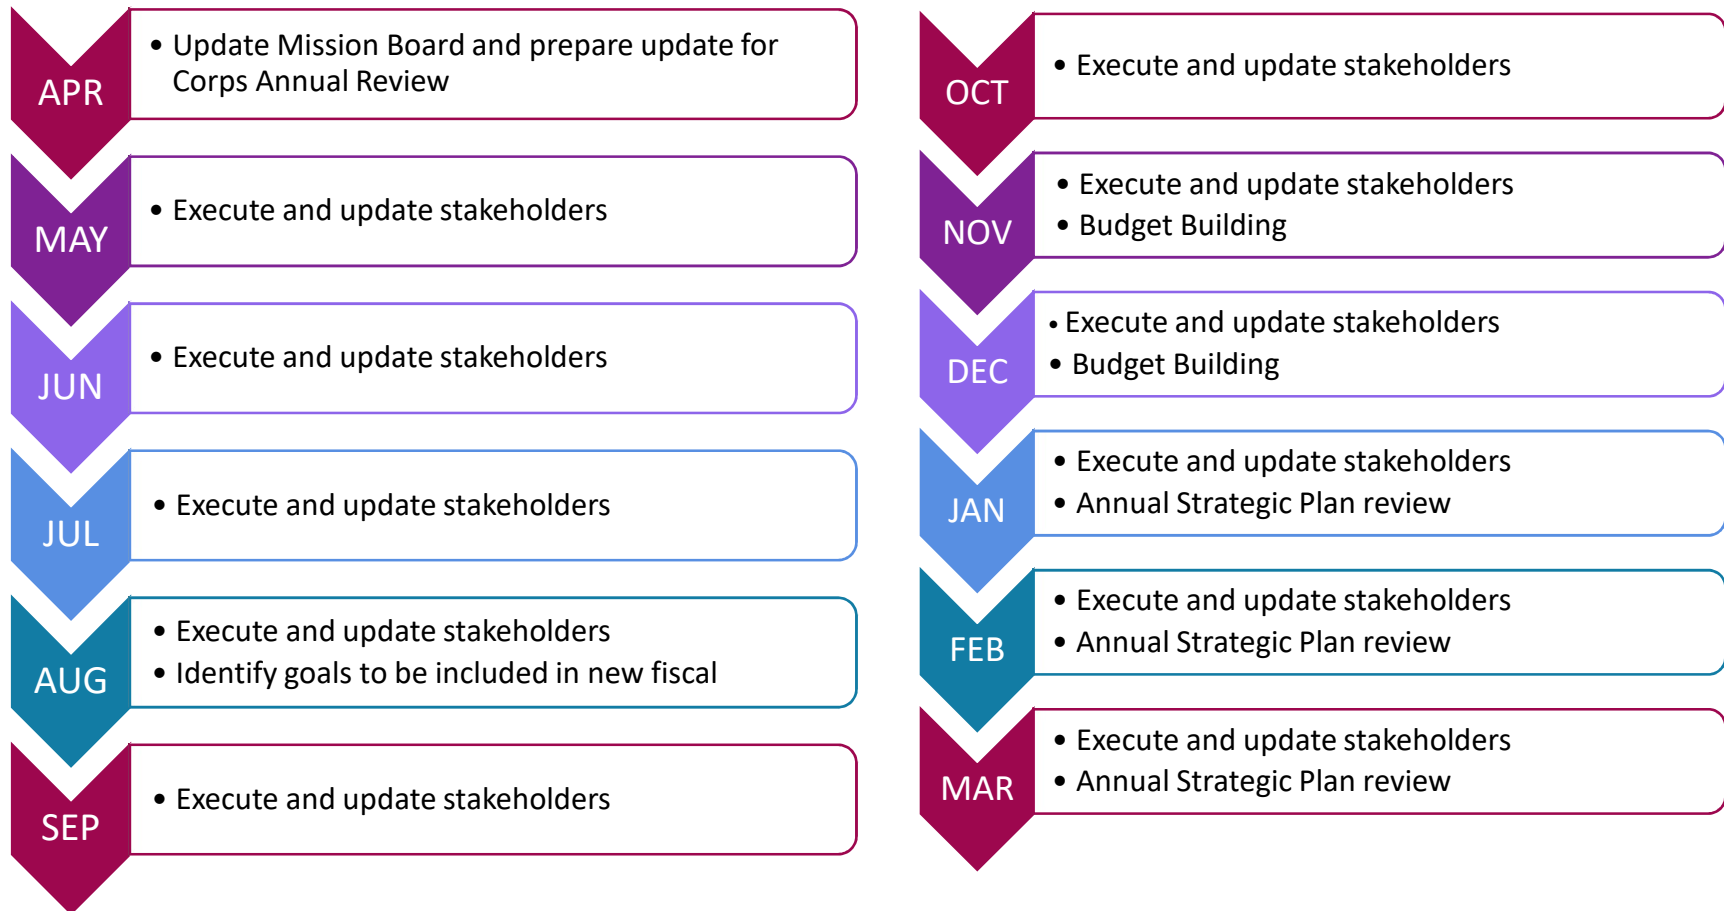 APR
• Update Mission Board and prepare update for
Corps Annual Review
MAY
• Execute and update stakeholders
JUN
• Execute and update stakeholders
JUL
• Execute and update stakeholders
AUG
• Execute and update stakeholders
• Identify goals to be included in new fiscal
SEP
• Execute and update stakeholders
OCT
• Execute and update stakeholders
NOV
• Execute and update stakeholders
• Budget Building
DEC
• Execute and update stakeholders
• Budget Building
JAN
• Execute and update stakeholders
• Annual Strategic Plan review
FEB
• Execute and update stakeholders
• Annual Strategic Plan review
MAR
• Execute and update stakeholders
• Annual Strategic Plan review